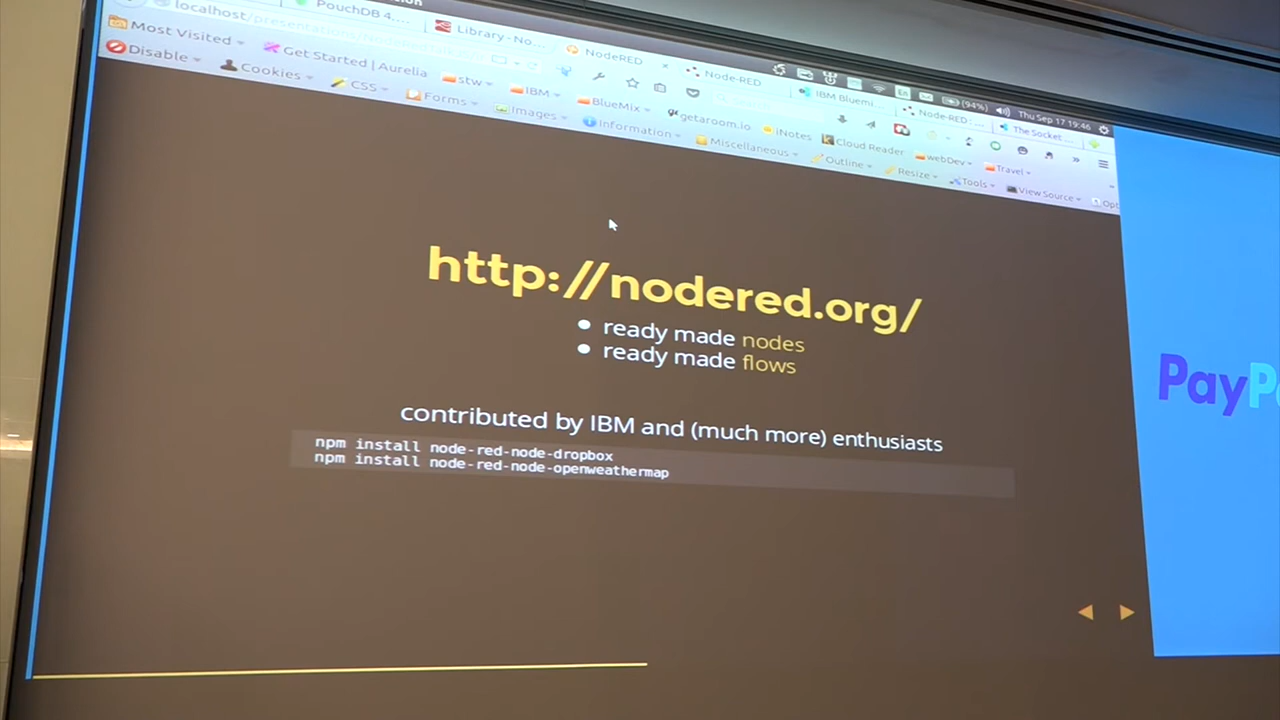 localhost/presentations/
PouchDB 4....
Library - No...
NodeRED
Node-RED
IBM Bluemi...
Node-RED : ...
The Socket ...
(94%)
Thu Sep 17 19:46
Most Visited
Get Started | Aurelia
stw
IBM
BlueMix
getaroom.io
iNotes
Cloud Reader
webDev
Travel
Disable
Cookies
CSS
Forms
Images
Information
Miscellaneous
Outline
Resize
Tools
View Source
Opt
http://nodered.org/
• ready made nodes
• ready made flows
contributed by IBM and (much more) enthusiasts
npm install node-red-node-dropbox
npm install node-red-node-openweathermap
PayP